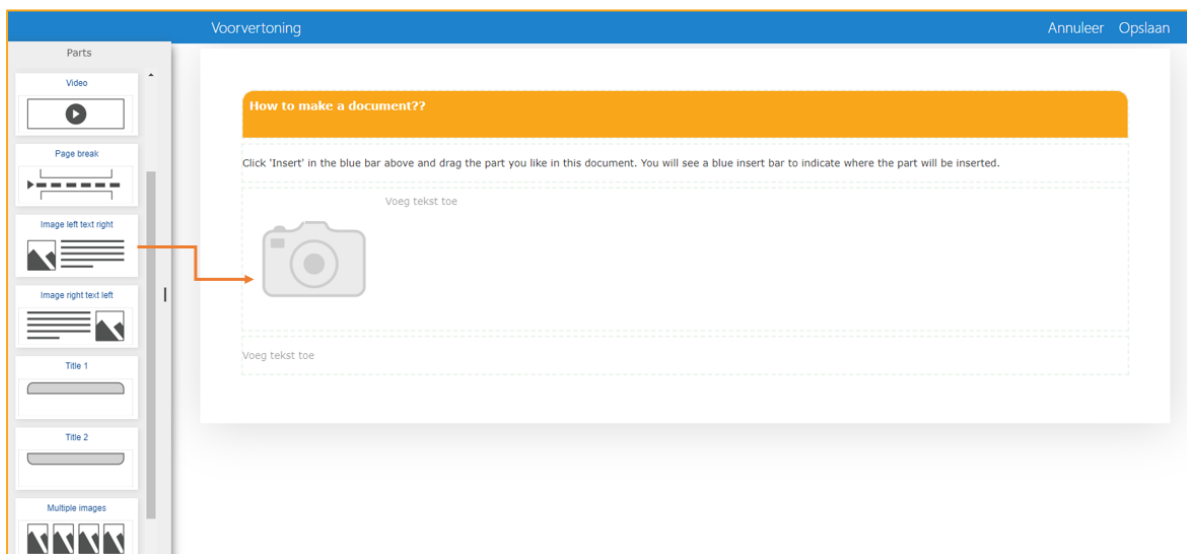 Voorvertoning
Annuleer Opslaan
Parts
Video
Page break
Image left text right
Image right text left
Title 1
Title 2
Multiple images
How to make a document??
Click 'Insert' in the blue bar above and drag the part you like in this document. You will see a blue insert bar to indicate where the part will be inserted.
Voeg tekst toe
Voeg tekst toe